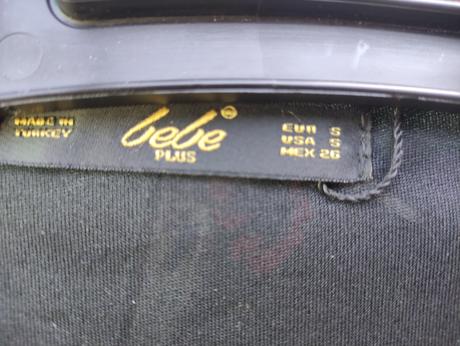 MADE IN
TURKEY
bebe
PLUS
EUR S
USA S
MEX 26